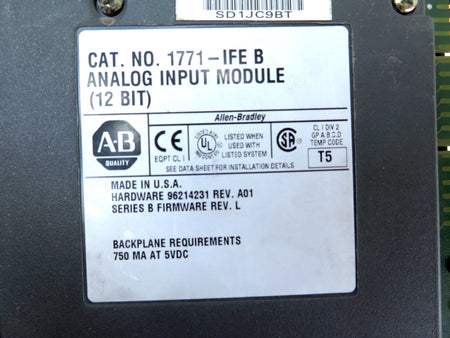 SD1JC9BT
CAT. NO. 1771-IFE B
ANALOG INPUT MODULE
(12 BIT)
Allen-Bradley
A-B
QUALITY
CE
EQPT CL I
UL
LISTED WHEN
USED WITH
LISTED SYSTEM
CL I DIV 2
GP A,B,C,D
TEMP CODE
T5
SEE DATA SHEET FOR INSTALLATION DETAILS
MADE IN U.S.A.
HARDWARE 96214231 REV. A01
SERIES B FIRMWARE REV. L
BACKPLANE REQUIREMENTS
750 MA AT 5VDC